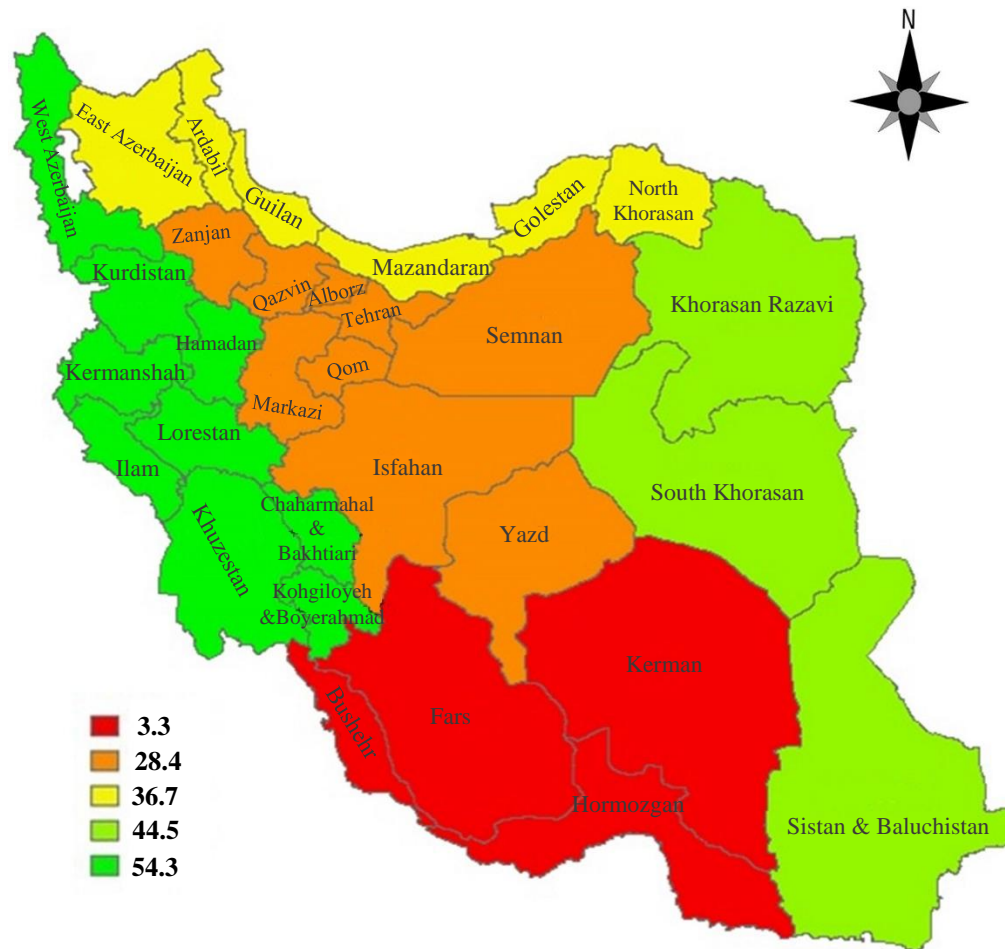 N
West Azerbaijan
East Azerbaijan
Ardabil
Guilan
Golestan
North
Khorasan
Zanjan
Mazandaran
Kurdistan
Qazvin
Alborz
Tehran
Semnan
Khorasan Razavi
Hamadan
Kermanshah
Qom
Markazi
Lorestan
Ilam
Isfahan
South Khorasan
Khuzestan
Chaharmahal
&
Bakhtiari
Yazd
Kohgiloyeh
&Boyerahmad
Kerman
Bushehr
Fars
Hormozgan
Sistan & Baluchistan
3.3
28.4
36.7
44.5
54.3